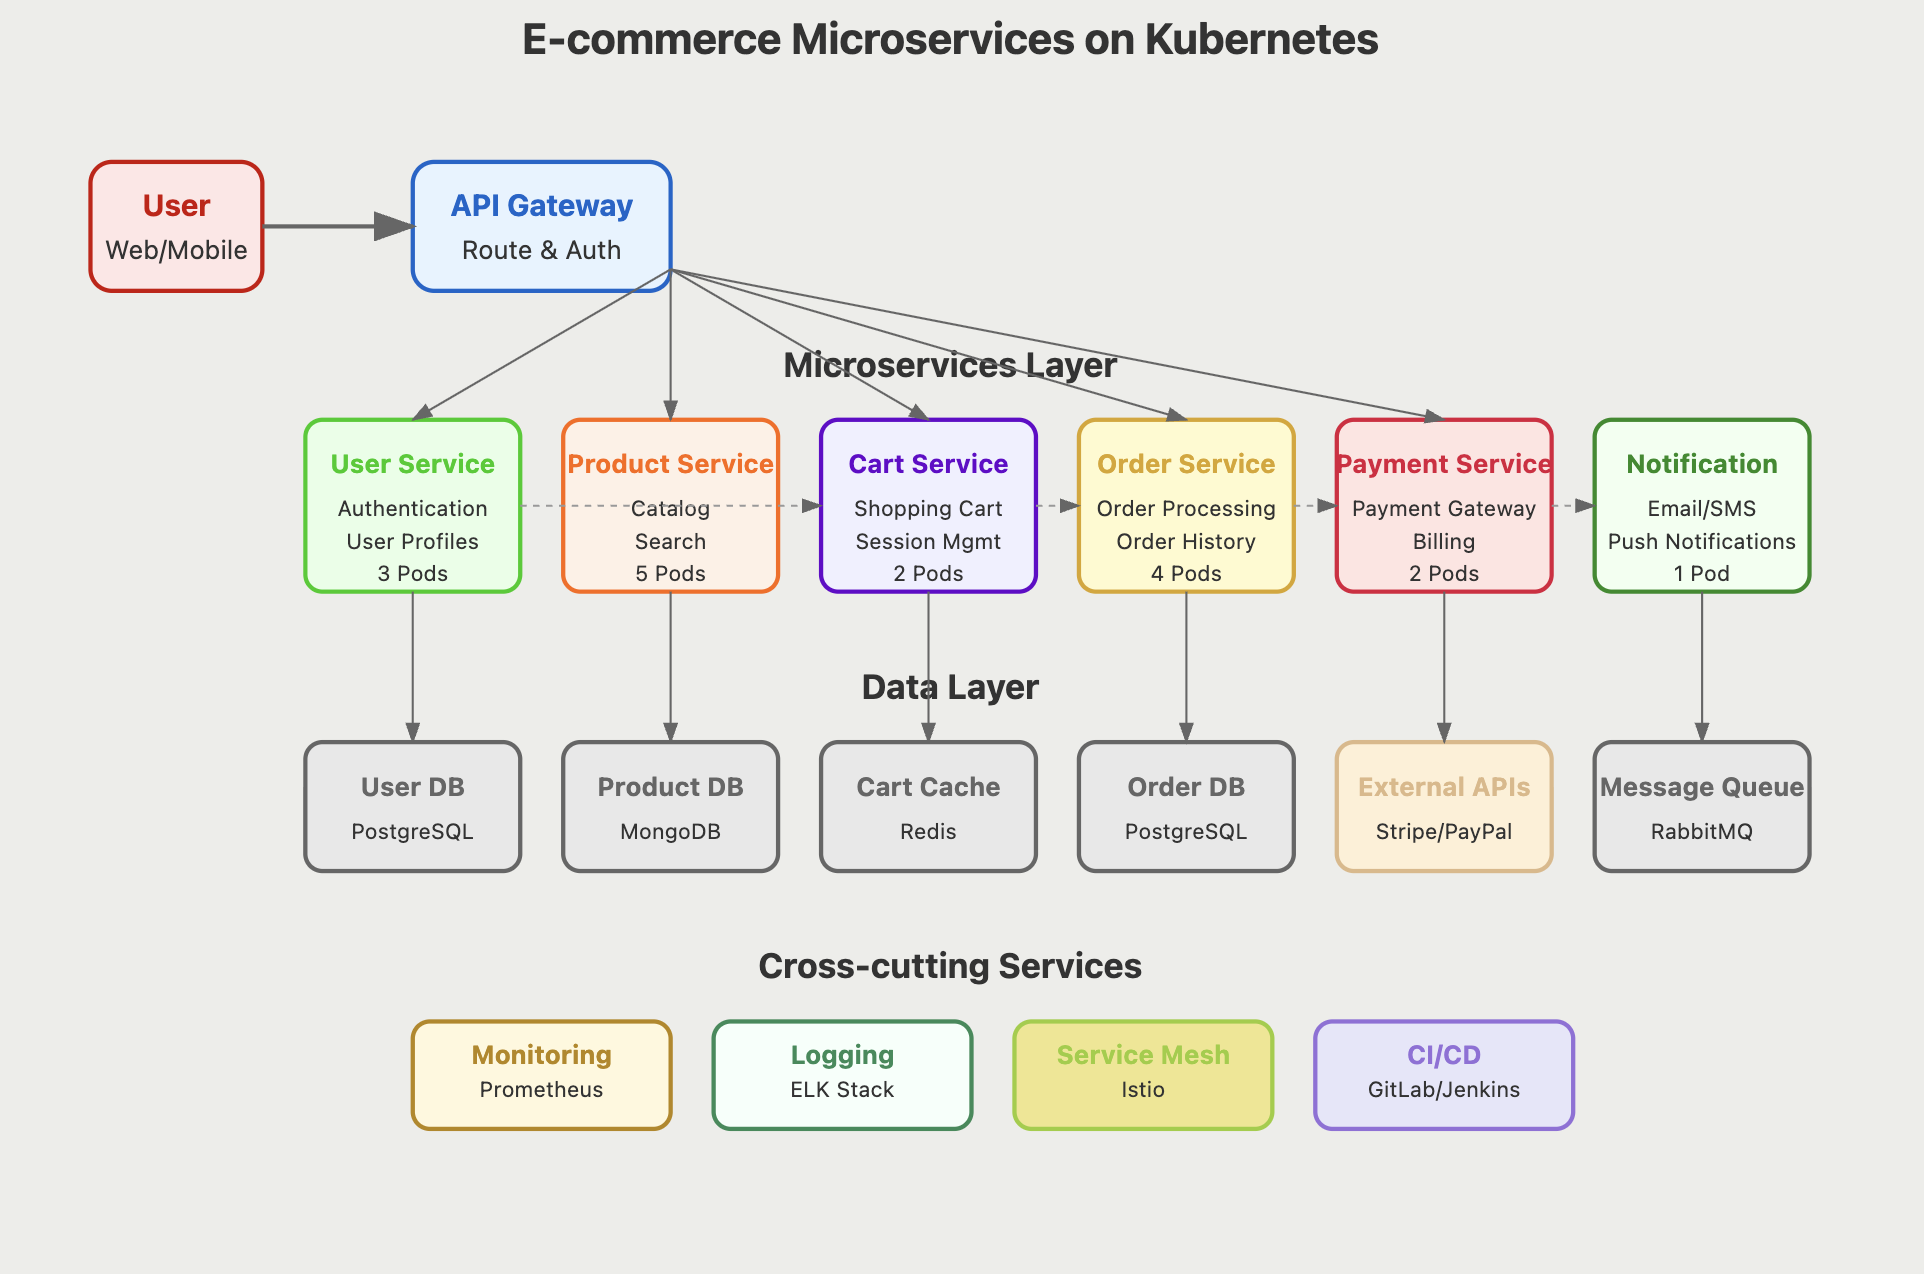 E-commerce Microservices on Kubernetes
User
Web/Mobile
API Gateway
Route & Auth
Microservices Layer
User Service
Authentication
User Profiles
3 Pods
Product Service
Catalog
Search
5 Pods
Cart Service
Shopping Cart
Session Mgmt
2 Pods
Order Service
Order Processing
Order History
4 Pods
Payment Service
Payment Gateway
Billing
2 Pods
Notification
Email/SMS
Push Notifications
1 Pod
Data Layer
User DB
PostgreSQL
Product DB
MongoDB
Cart Cache
Redis
Order DB
PostgreSQL
External APIs
Stripe/PayPal
Message Queue
RabbitMQ
Cross-cutting Services
Monitoring
Prometheus
Logging
ELK Stack
Service Mesh
Istio
CI/CD
GitLab/Jenkins